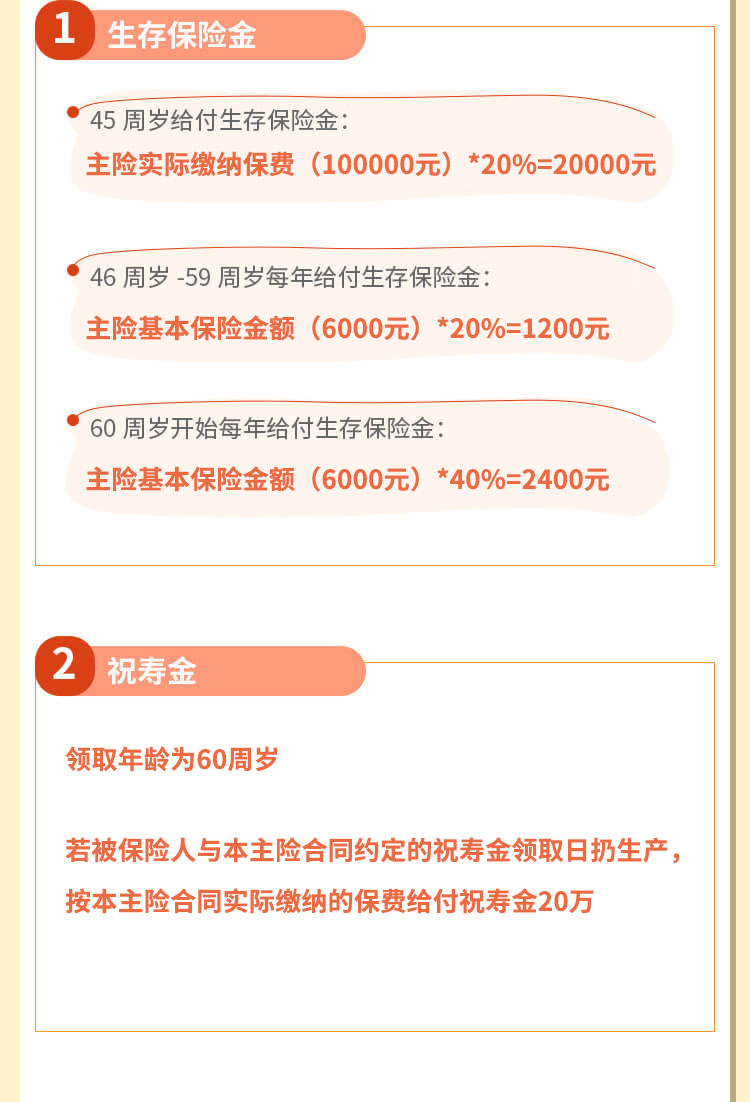 1 生存保险金
45 周岁给付生存保险金：
主险实际缴纳保费（100000元）*20%=20000元
46 周岁 -59 周岁每年给付生存保险金：
主险基本保险金额（6000元）*20%=1200元
60 周岁开始每年给付生存保险金：
主险基本保险金额（6000元）*40%=2400元
2 祝寿金
领取年龄为60周岁
若被保险人与本主险合同约定的祝寿金领取日扔生产，
按本主险合同实际缴纳的保费给付祝寿金20万